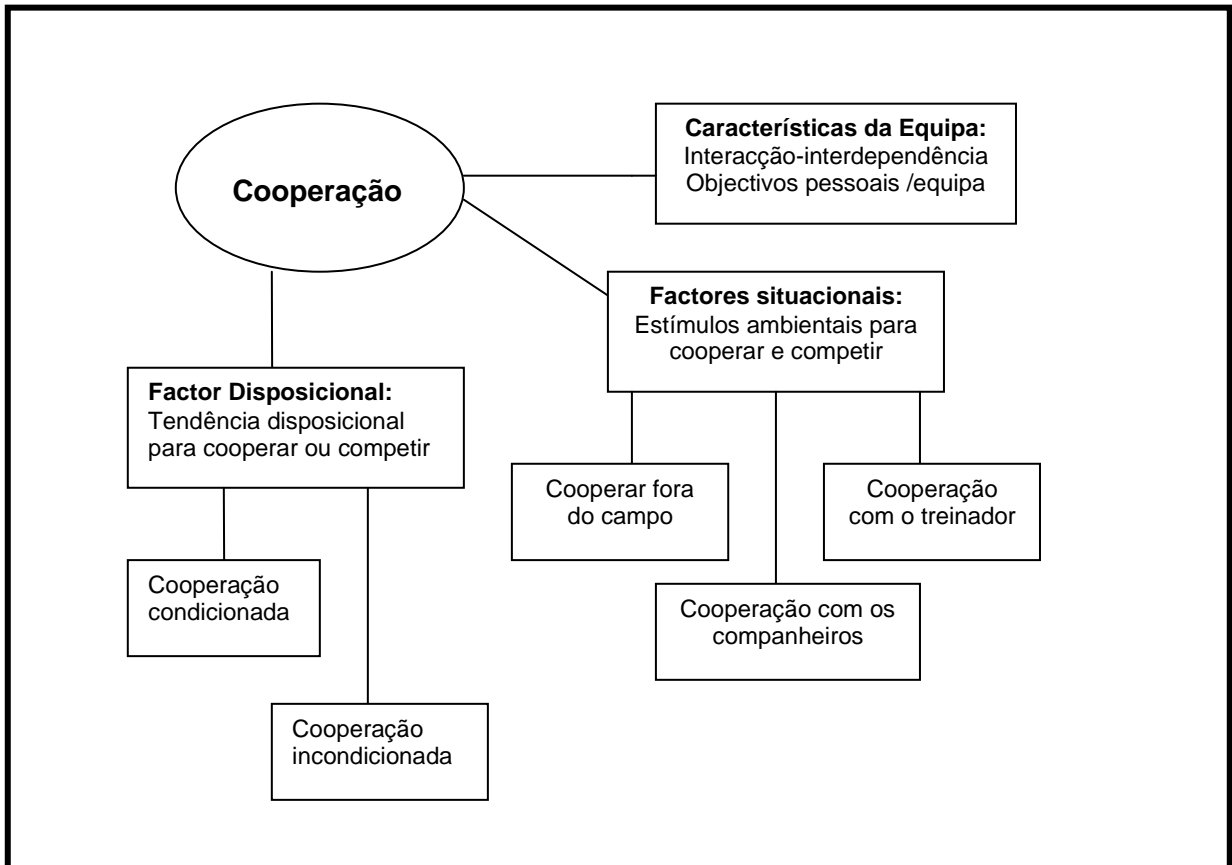 Cooperação
Características da Equipa:
Interacção-interdependência
Objectivos pessoais /equipa
Factores situacionais:
Estímulos ambientais para
cooperar e competir
Factor Disposicional:
Tendência disposicional
para cooperar ou competir
Cooperar fora
do campo
Cooperação
com o treinador
Cooperação
condicionada
Cooperação com os
companheiros
Cooperação
incondicionada